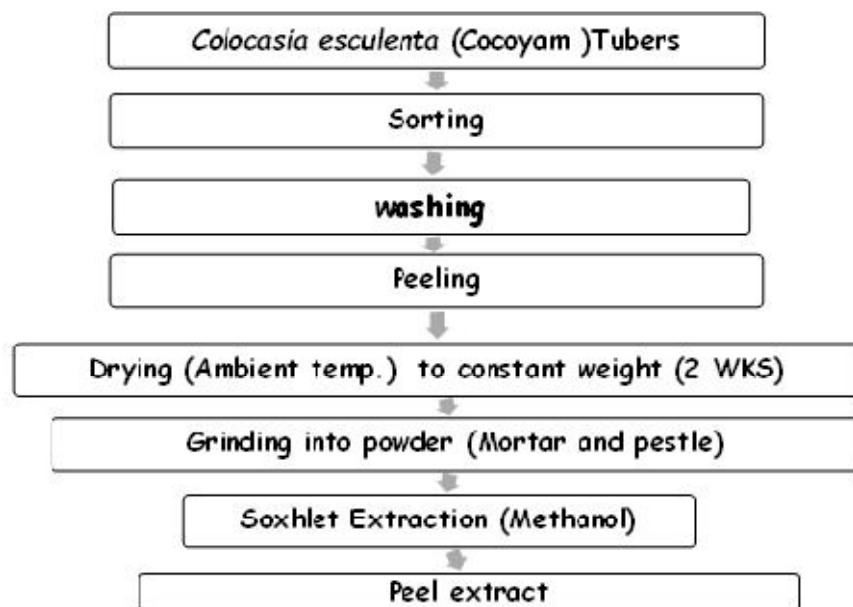 Colocasia esculenta (Cocoyam )Tubers
Sorting
washing
Peeling
Drying (Ambient temp.) to constant weight (2 WKS)
Grinding into powder (Mortar and pestle)
Soxhlet Extraction (Methanol)
Peel extract